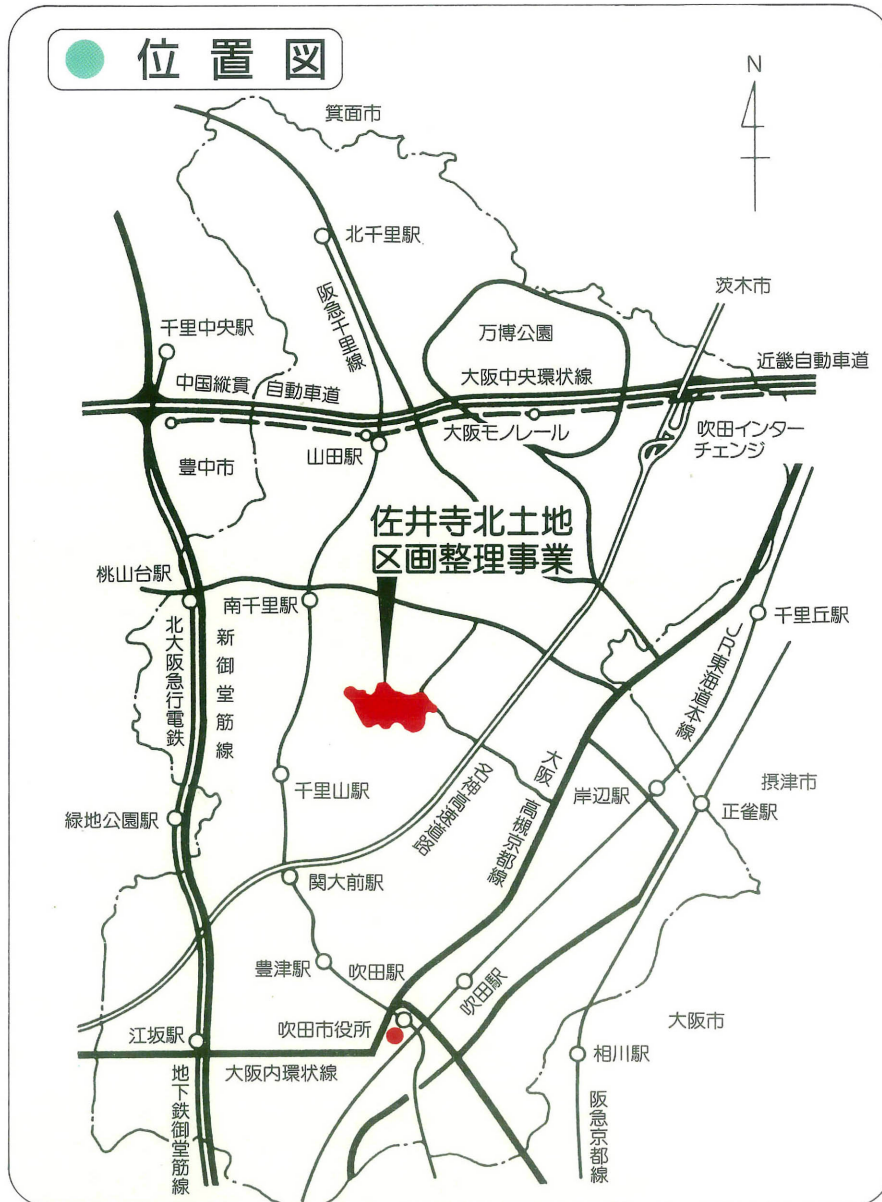 位置図
N
箕面市
北千里駅
阪急千里線
茨木市
万博公園
千里中央駅
近畿自動車道
中国縦貫自動車道
大阪中央環状線
大阪モノレール
吹田インター
チェンジ
山田駅
豊中市
佐井寺北土地
区画整理事業
桃山台駅
南千里駅
千里丘駅
北大阪急行電鉄
新御堂筋線
JR東海道本線
千里山駅
名神高速道路
大阪高槻京都線
岸辺駅
摂津市
正雀駅
緑地公園駅
関大前駅
豊津駅
吹田駅
吹田駅
大阪市
江坂駅
吹田市役所
相川駅
大阪内環状線
地下鉄御堂筋線
阪急京都線